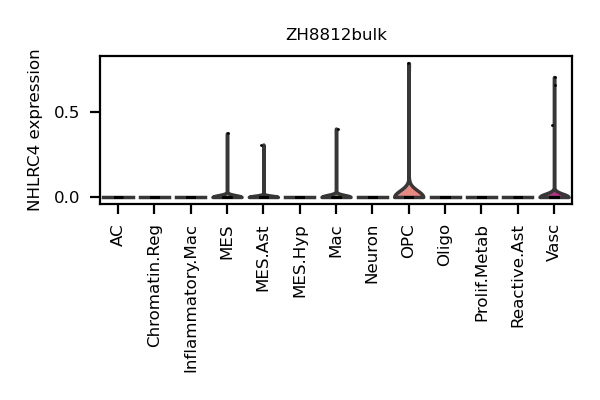 ZH8812bulk
NHLRC4 expression
0.5
0.0
AC
Chromatin.Reg
Inflammatory.Mac
MES
MES.Ast
MES.Hyp
Mac
Neuron
OPC
Oligo
Prolif.Metab
Reactive.Ast
Vasc